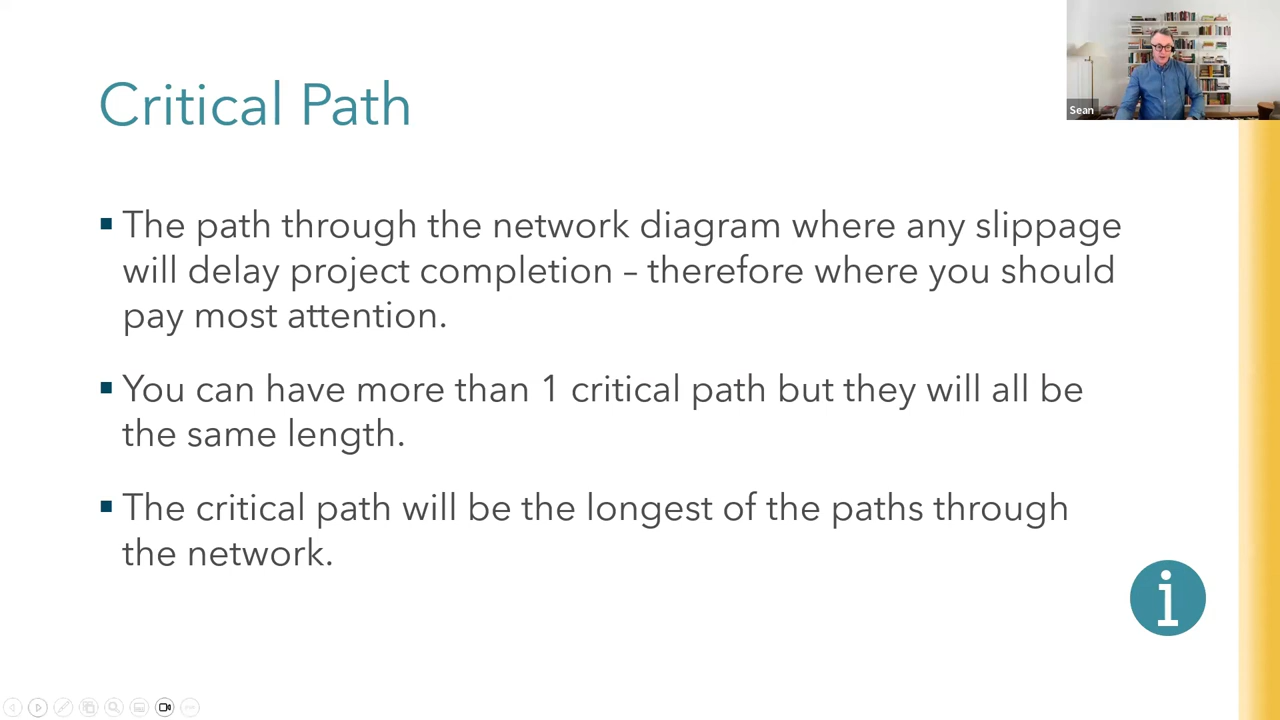 Sean
Critical Path
▪ The path through the network diagram where any slippage
will delay project completion – therefore where you should
pay most attention.
▪ You can have more than 1 critical path but they will all be
the same length.
▪ The critical path will be the longest of the paths through
the network.
i